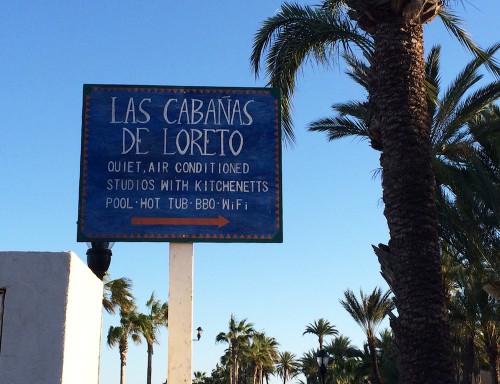 LAS CABAÑAS
DE LORETO
QUIET, AIR CONDITIONED
STUDIOS WITH KITCHENETTS
POOL · HOT TUB · BBQ · WiFi